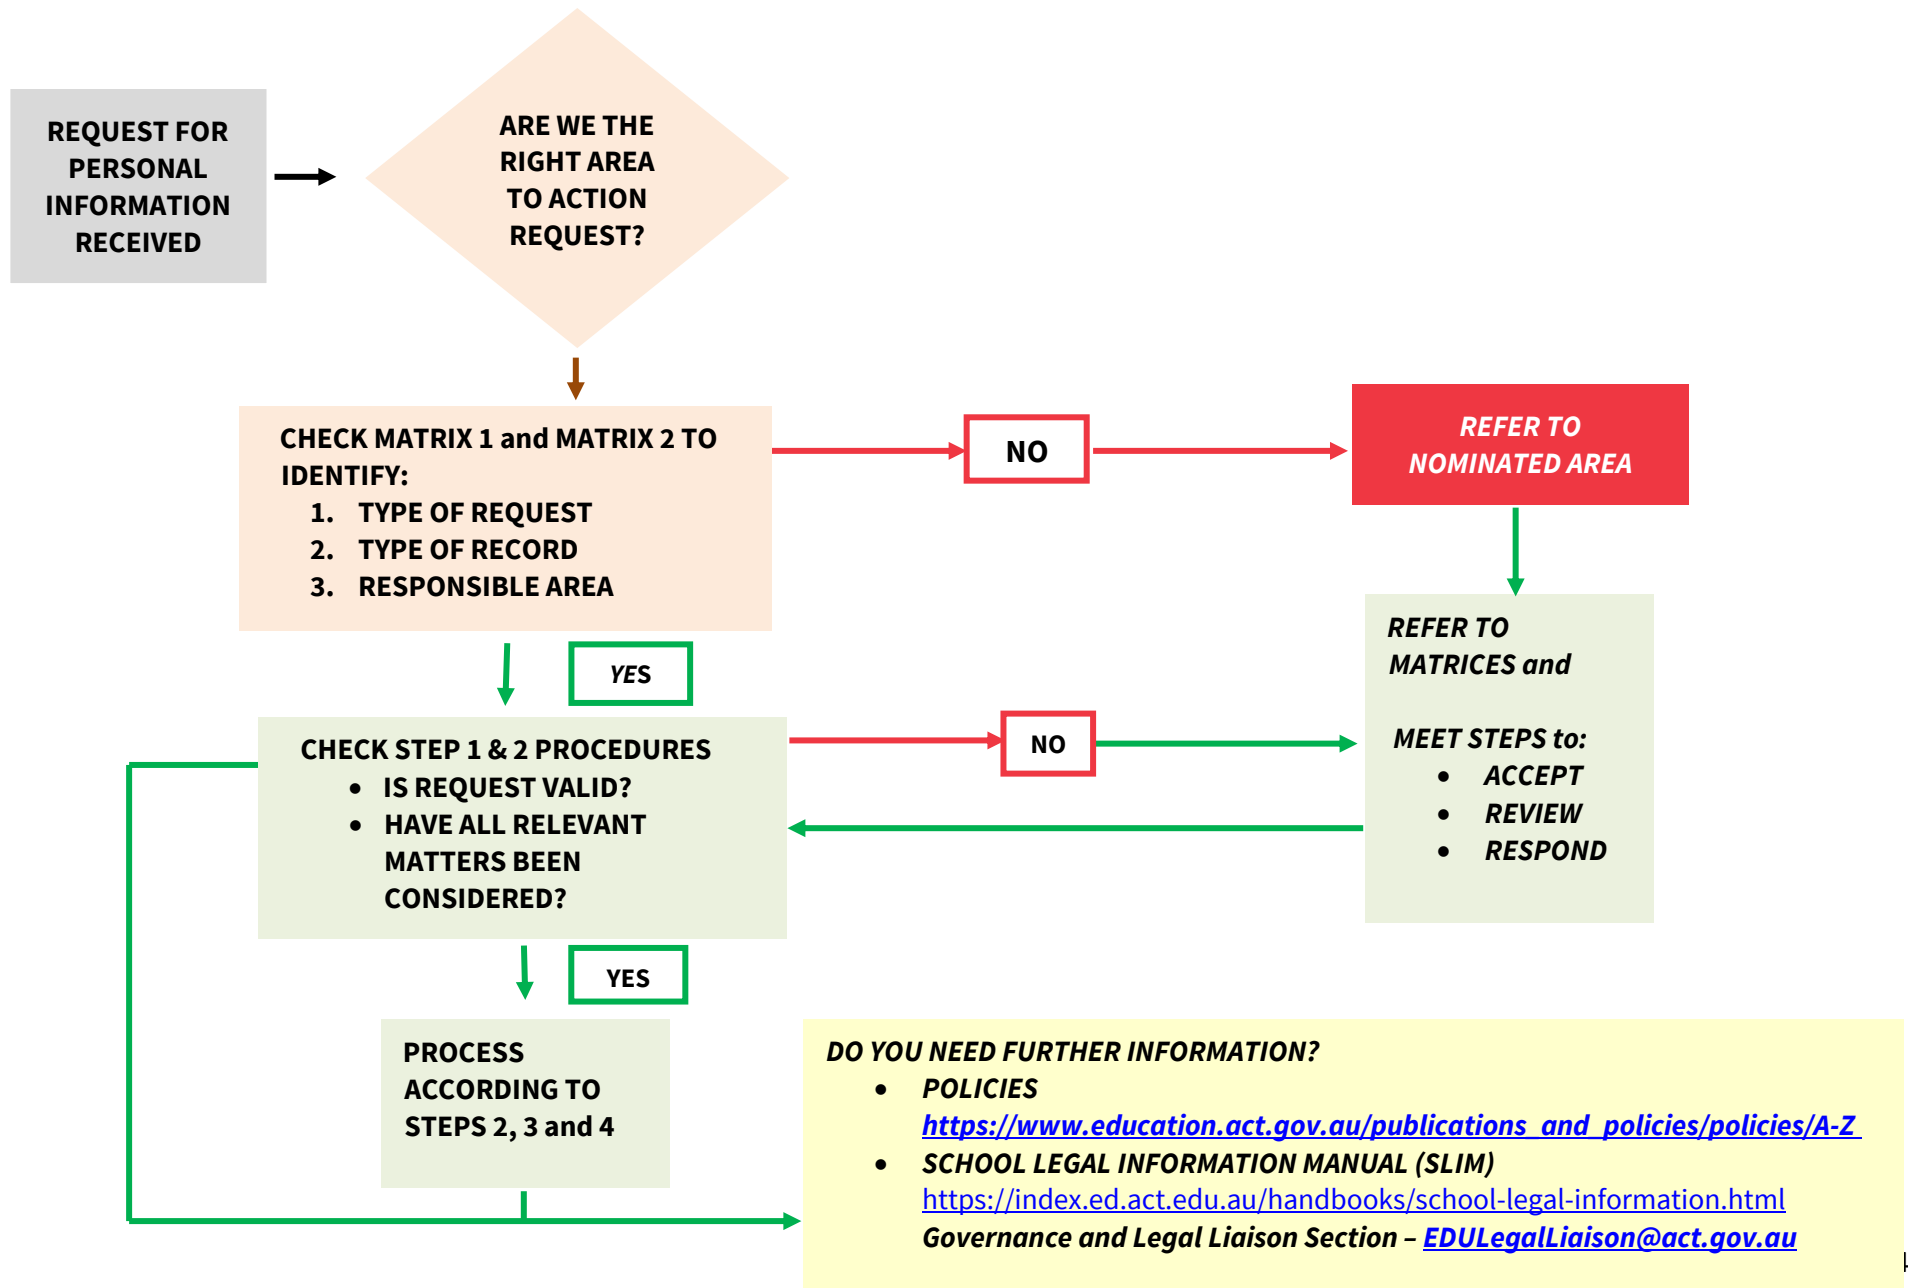 REQUEST FOR
PERSONAL
INFORMATION
RECEIVED
ARE WE THE
RIGHT AREA
TO ACTION
REQUEST?
CHECK MATRIX 1 and MATRIX 2 TO
IDENTIFY:
1. TYPE OF REQUEST
2. TYPE OF RECORD
3. RESPONSIBLE AREA
NO
REFER TO
NOMINATED AREA
YES
REFER TO
MATRICES and
MEET STEPS to:
• ACCEPT
• REVIEW
• RESPOND
CHECK STEP 1 & 2 PROCEDURES
• IS REQUEST VALID?
• HAVE ALL RELEVANT
MATTERS BEEN
CONSIDERED?
NO
YES
PROCESS
ACCORDING TO
STEPS 2, 3 and 4
DO YOU NEED FURTHER INFORMATION?
• POLICIES
https://www.education.act.gov.au/publications_and_policies/policies/A-Z
• SCHOOL LEGAL INFORMATION MANUAL (SLIM)
https://index.ed.act.edu.au/handbooks/school-legal-information.html
Governance and Legal Liaison Section – EDULegalLiaison@act.gov.au